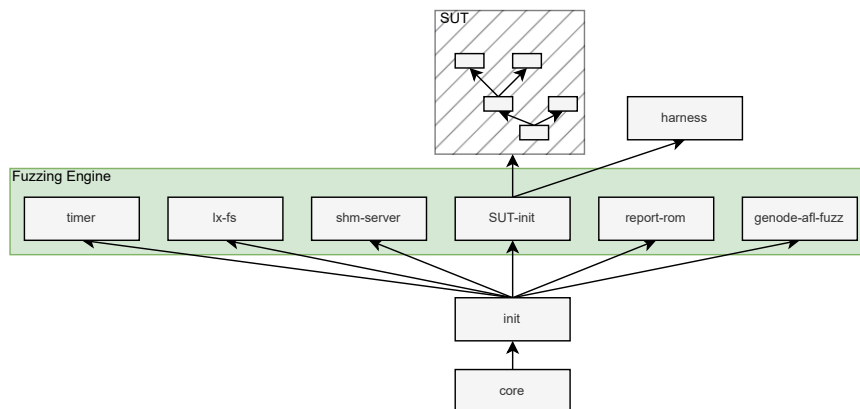 SUT
harness
Fuzzing Engine
timer
lx-fs
shm-server
SUT-init
report-rom
genode-afl-fuzz
init
core